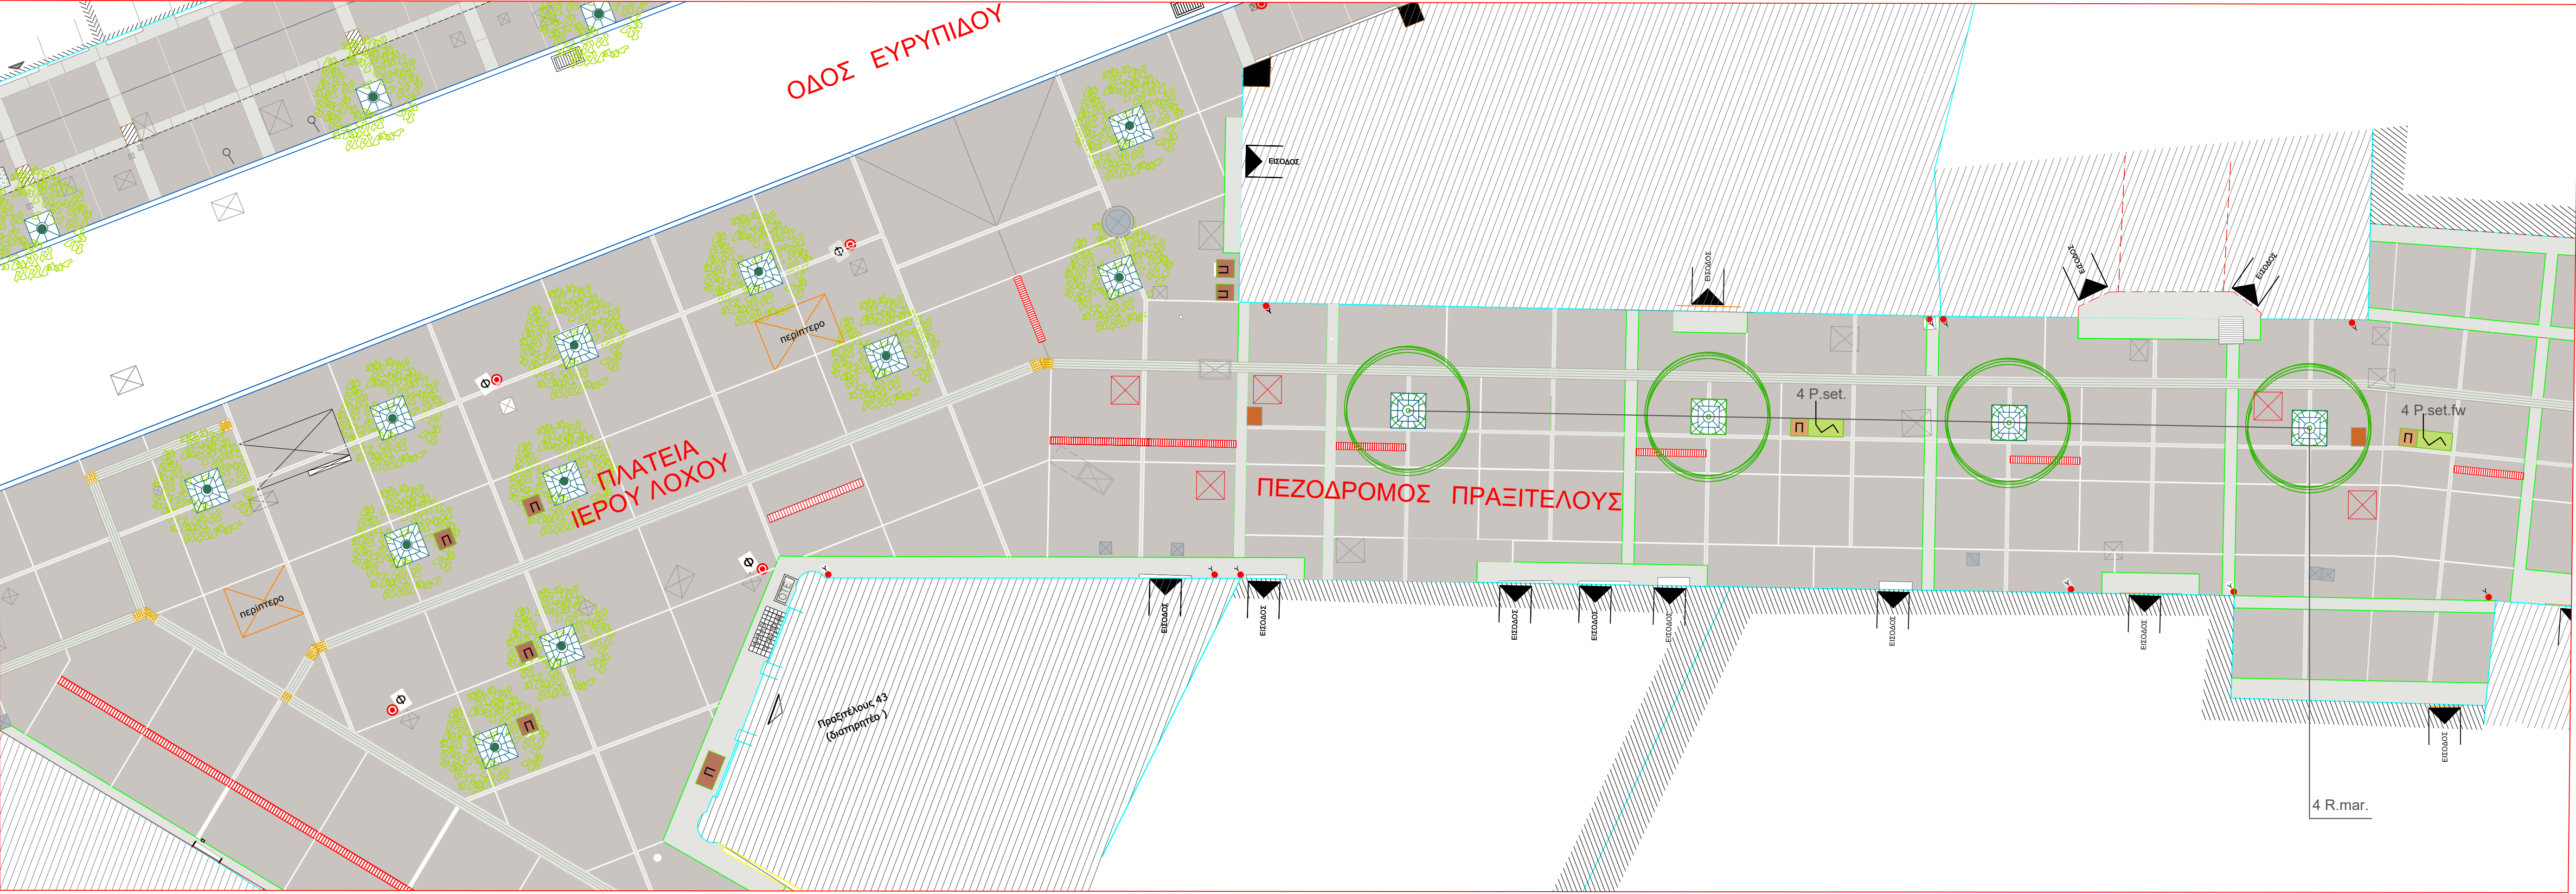 ΟΔΟΣ ΕΥΡΥΠΙΔΟΥ
ΕΙΣΟΔΟΣ
Π
Π
Φ
περίπτερο
Φ
ΠΛΑΤΕΙΑ
ΙΕΡΟΥ ΛΟΧΟΥ
Π
Π
Φ
περίπτερο
Π
Π
Φ
ΟΤΕ
Π
Πραξιτέλους 43
(διατηρητέο )
ΠΕΖΟΔΡΟΜΟΣ ΠΡΑΞΙΤΕΛΟΥΣ
ΕΙΣΟΔΟΣ
ΕΙΣΟΔΟΣ
ΕΙΣΟΔΟΣ
4 P.set.
Π
4 P.set.fw
Π
ΕΙΣΟΔΟΣ
ΕΙΣΟΔΟΣ
ΕΙΣΟΔΟΣ
ΕΙΣΟΔΟΣ
ΕΙΣΟΔΟΣ
ΕΙΣΟΔΟΣ
ΕΙΣΟΔΟΣ
ΕΙΣΟΔΟΣ
4 R.mar.